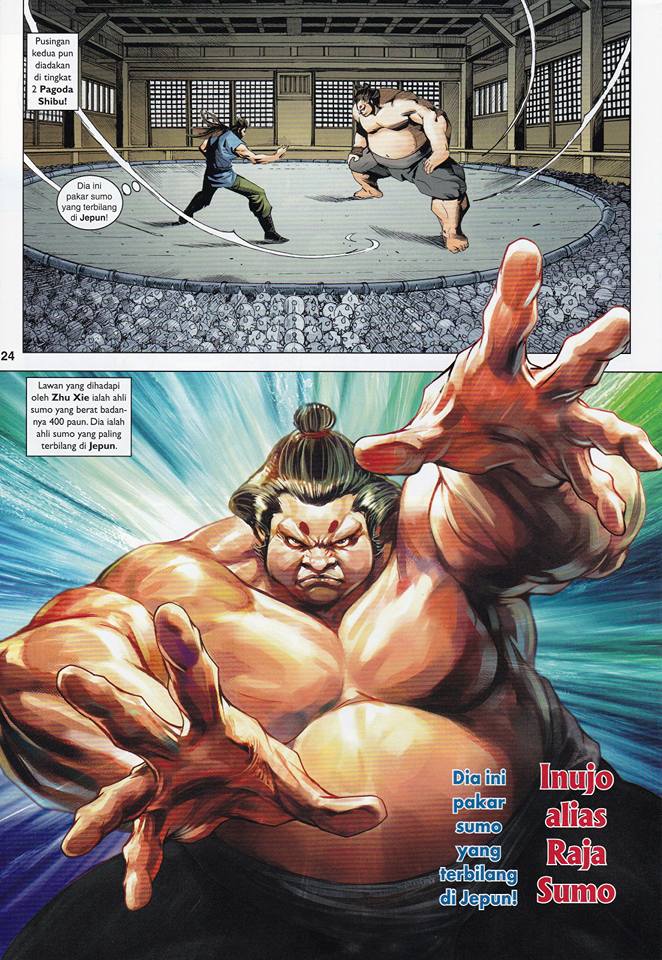 Pusingan
kedua pun
diadakan
di tingkat
2 Pagoda
Shibu!
Dia ini
pakar sumo
yang terbilang
di Jepun!
24
Lawan yang dihadapi
oleh Zhu Xie ialah ahli
sumo yang berat badan-
nya 400 paun. Dia ialah
ahli sumo yang paling
terbilang di Jepun.
Dia ini
pakar
sumo
yang
terbilang
di Jepun!
Inujo
alias
Raja
Sumo